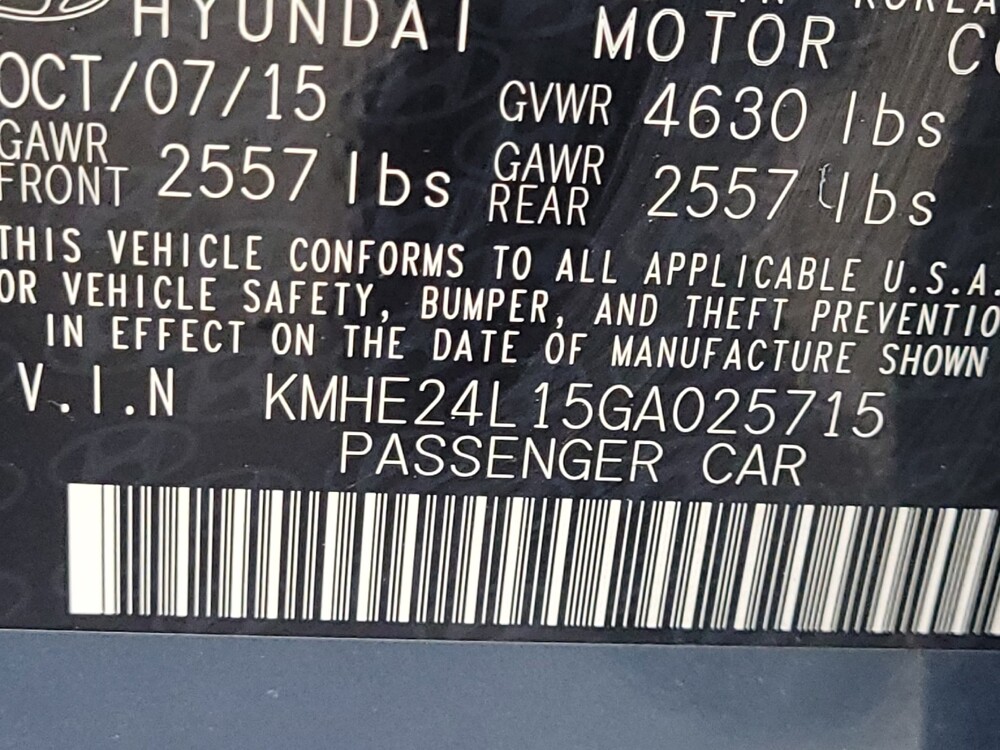 HYUNDAI MOTOR
OCT/07/15 GVWR 4630 lbs
GAWR FRONT 2557 lbs GAWR REAR 2557 lbs
THIS VEHICLE CONFORMS TO ALL APPLICABLE U.S.A.
OR VEHICLE SAFETY, BUMPER, AND THEFT PREVENTIO
IN EFFECT ON THE DATE OF MANUFACTURE SHOWN
V.I.N KMHE24L15GA025715
PASSENGER CAR